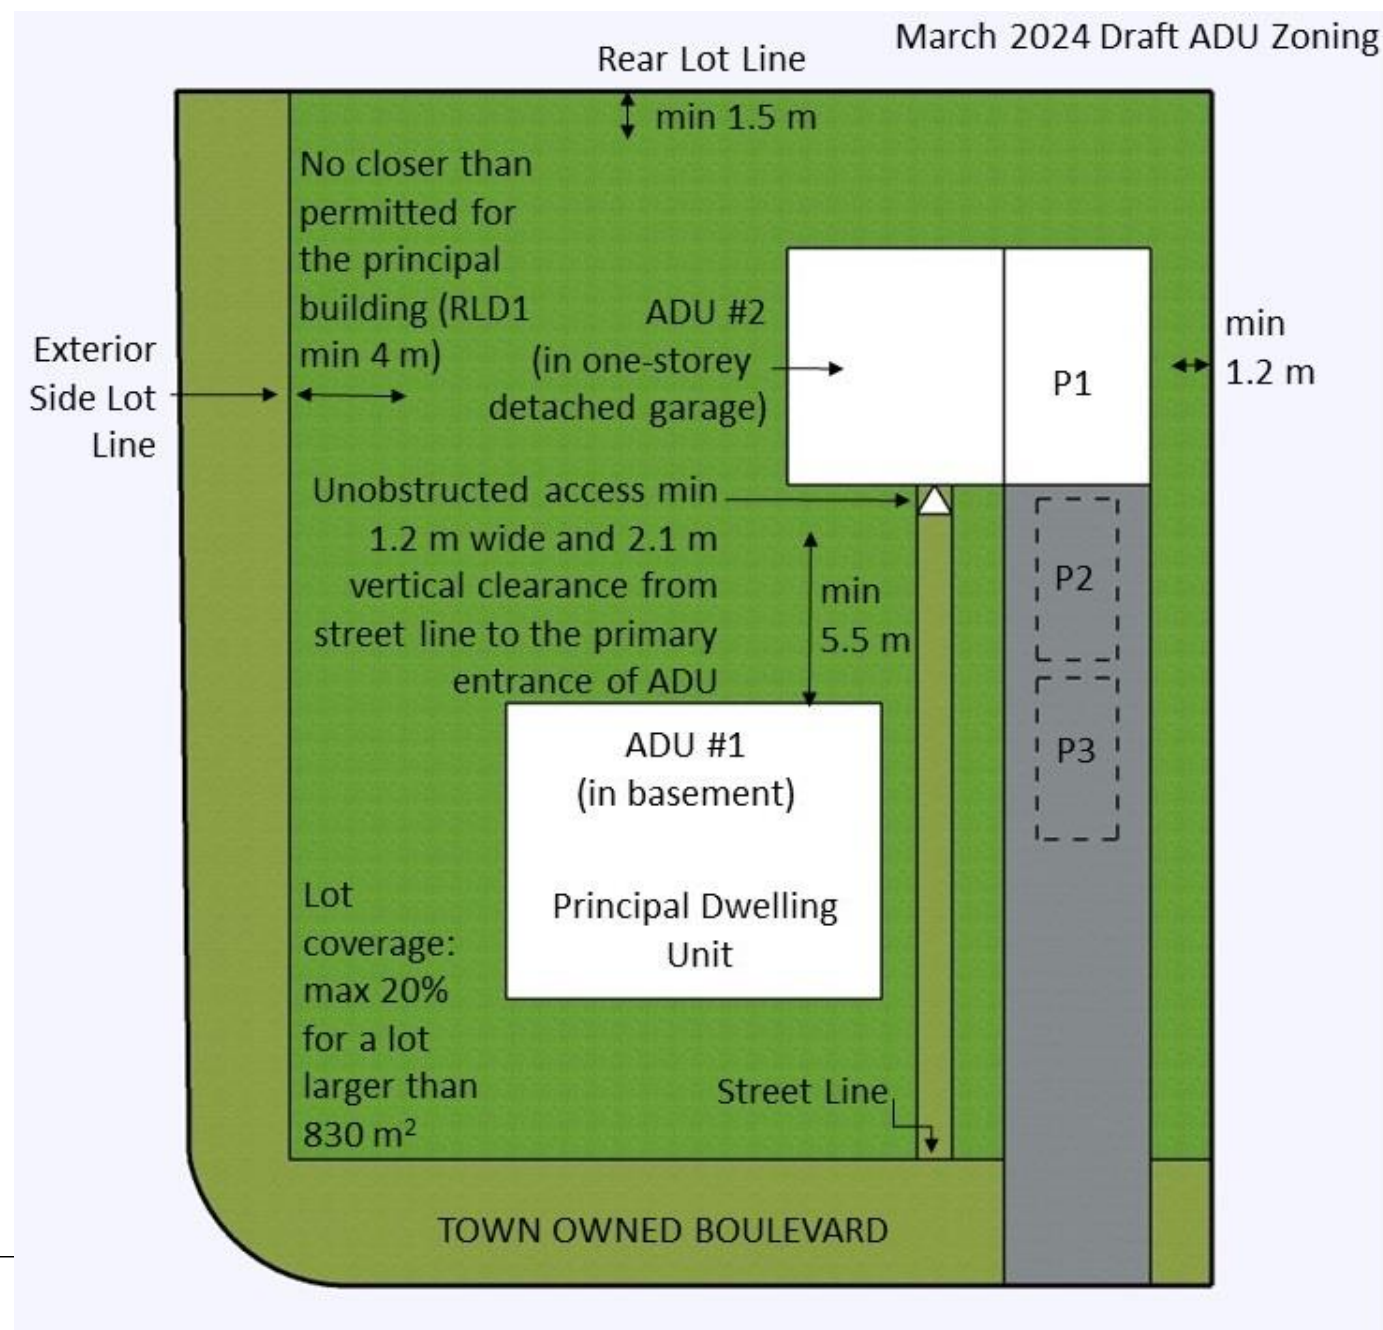 March 2024 Draft ADU Zoning
Rear Lot Line
min 1.5 m
No closer than
permitted for
the principal
building (RLD1
min 4 m)
Exterior
Side Lot
Line
ADU #2
(in one-storey
detached garage)
P1
min
1.2 m
Unobstructed access min
1.2 m wide and 2.1 m
vertical clearance from
street line to the primary
entrance of ADU
min
5.5 m
P2
P3
ADU #1
(in basement)
Principal Dwelling
Unit
Lot
coverage:
max 20%
for a lot
larger than
830 m²
Street Line
TOWN OWNED BOULEVARD